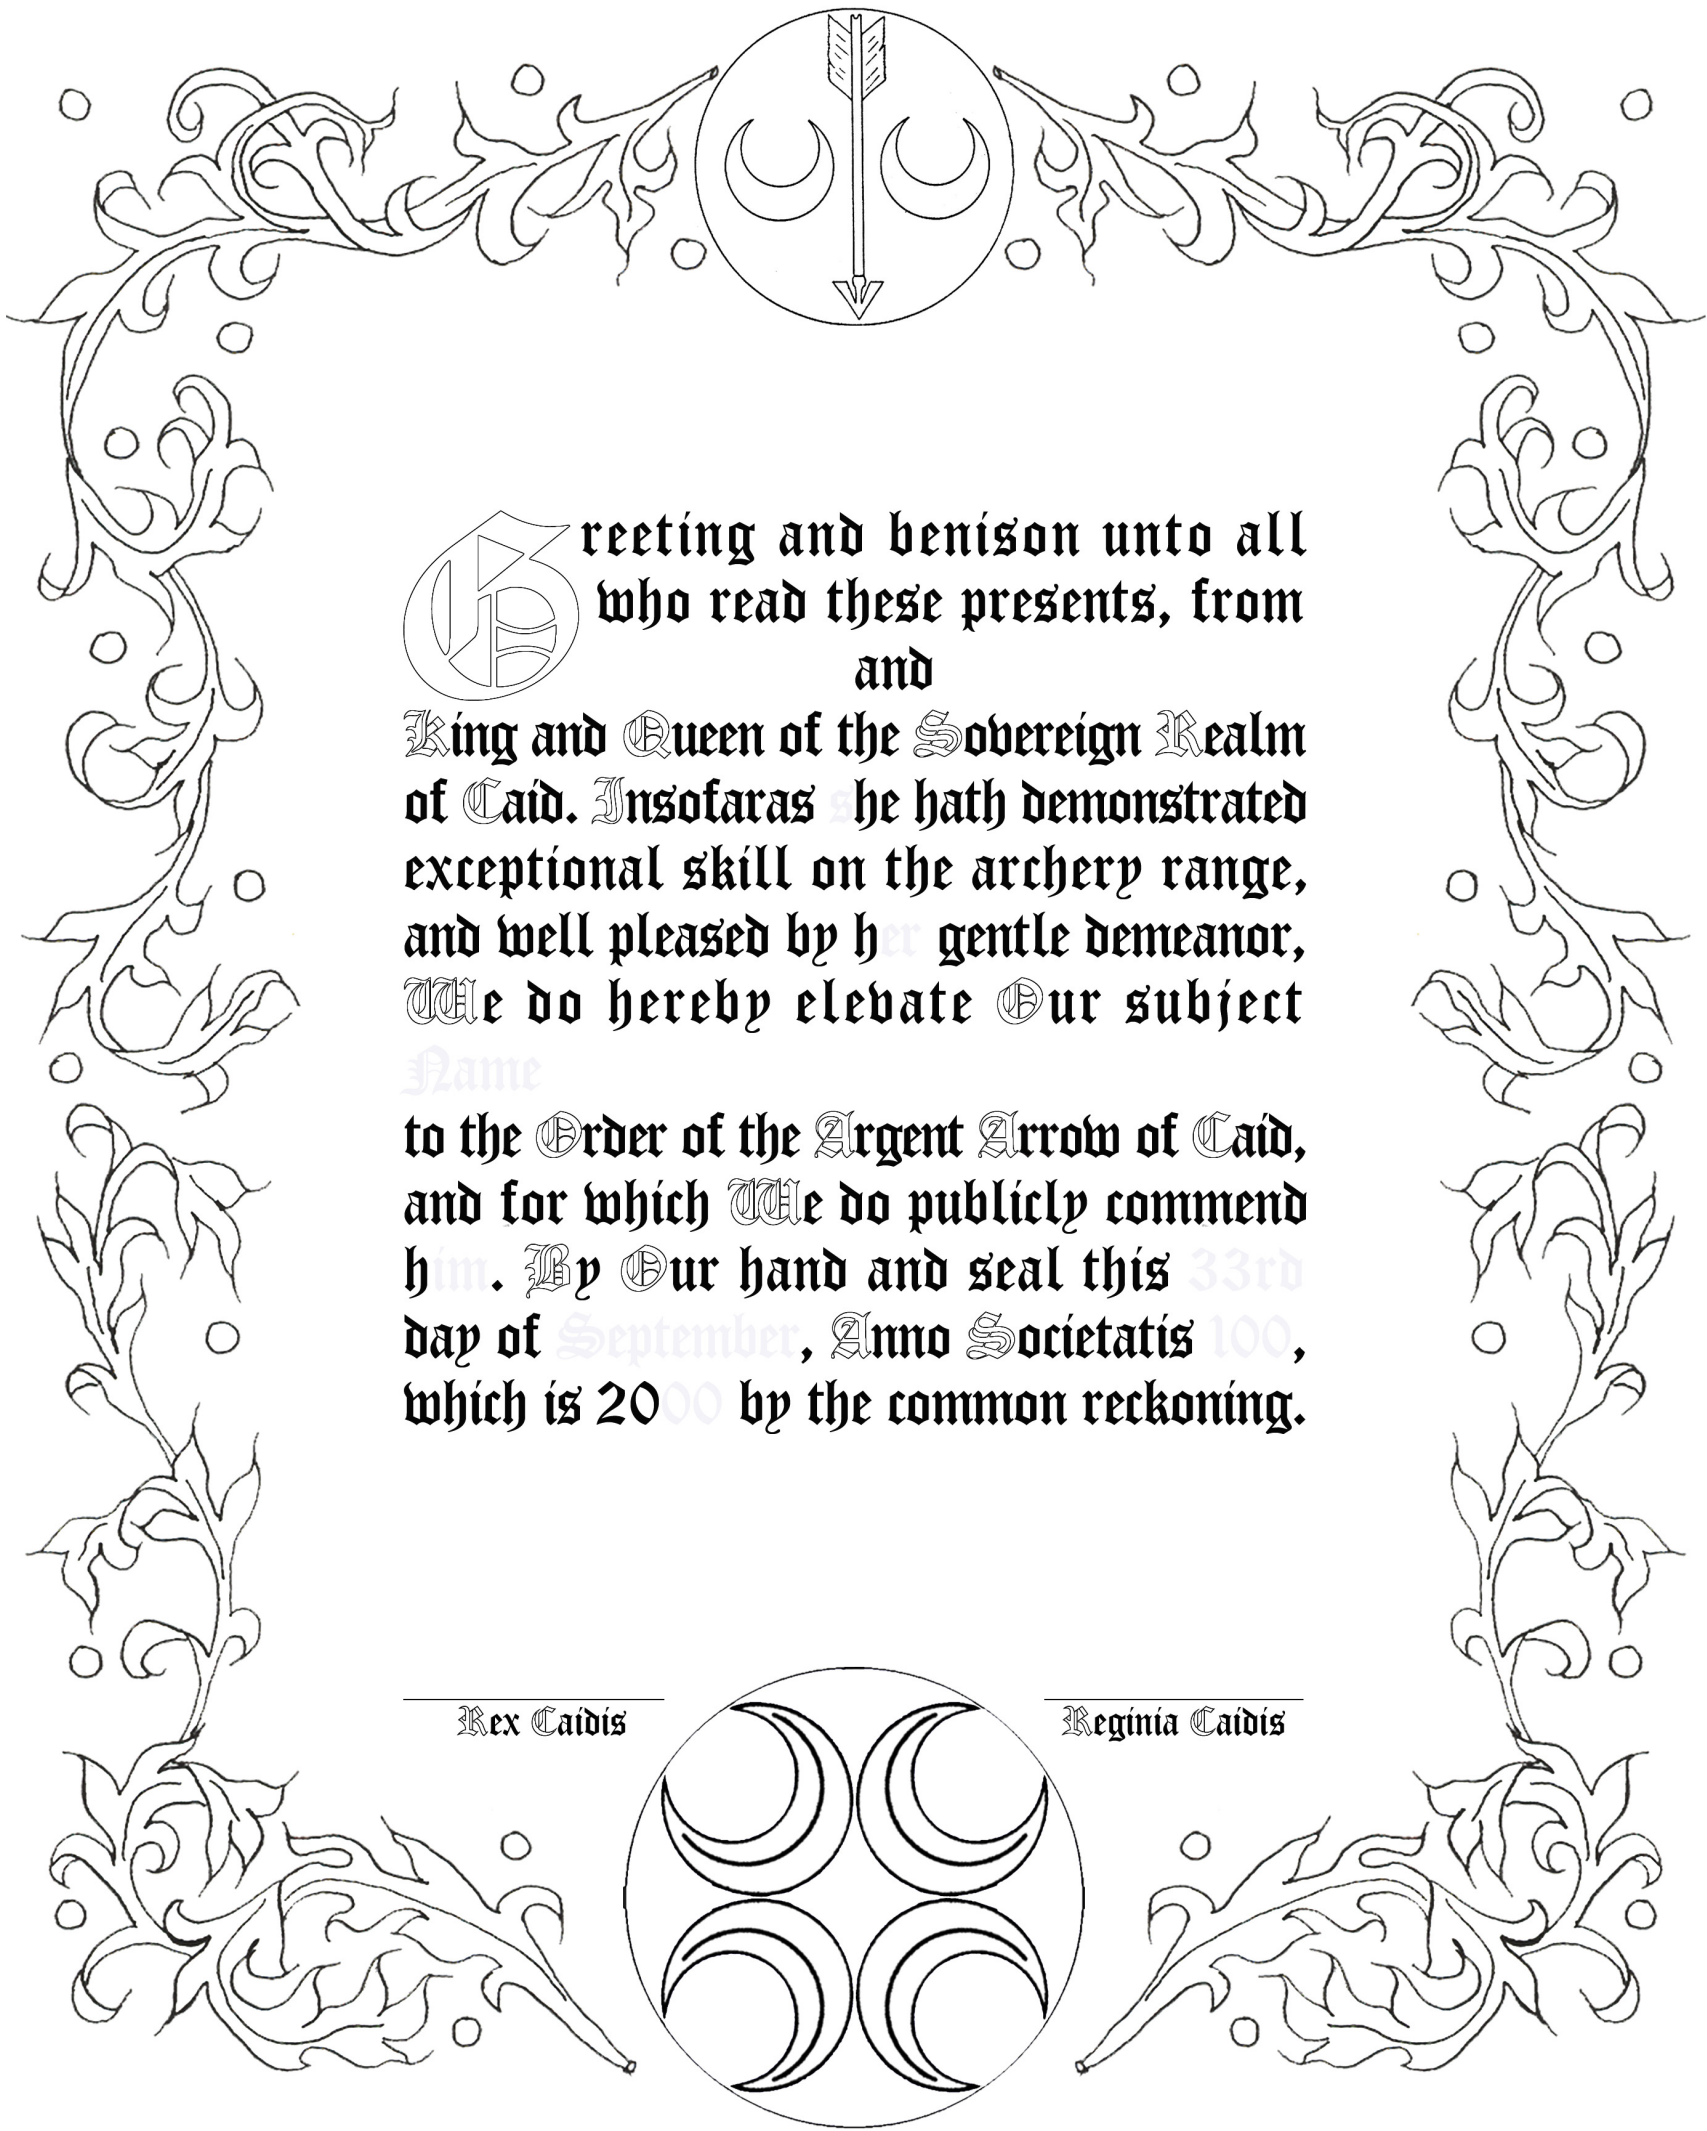 Greeting and benison unto all
who read these presents, from
and
King and Queen of the Sovereign Realm
of Caid. Insofaras she hath demonstrated
exceptional skill on the archery range,
and well pleased by her gentle demeanor,
We do hereby elevate Our subject
Name
to the Order of the Argent Arrow of Caid,
and for which We do publicly commend
him. By Our hand and seal this 33rd
day of September, Anno Societatis 100,
which is 2000 by the common reckoning.
Rex Caidis
Reginia Caidis